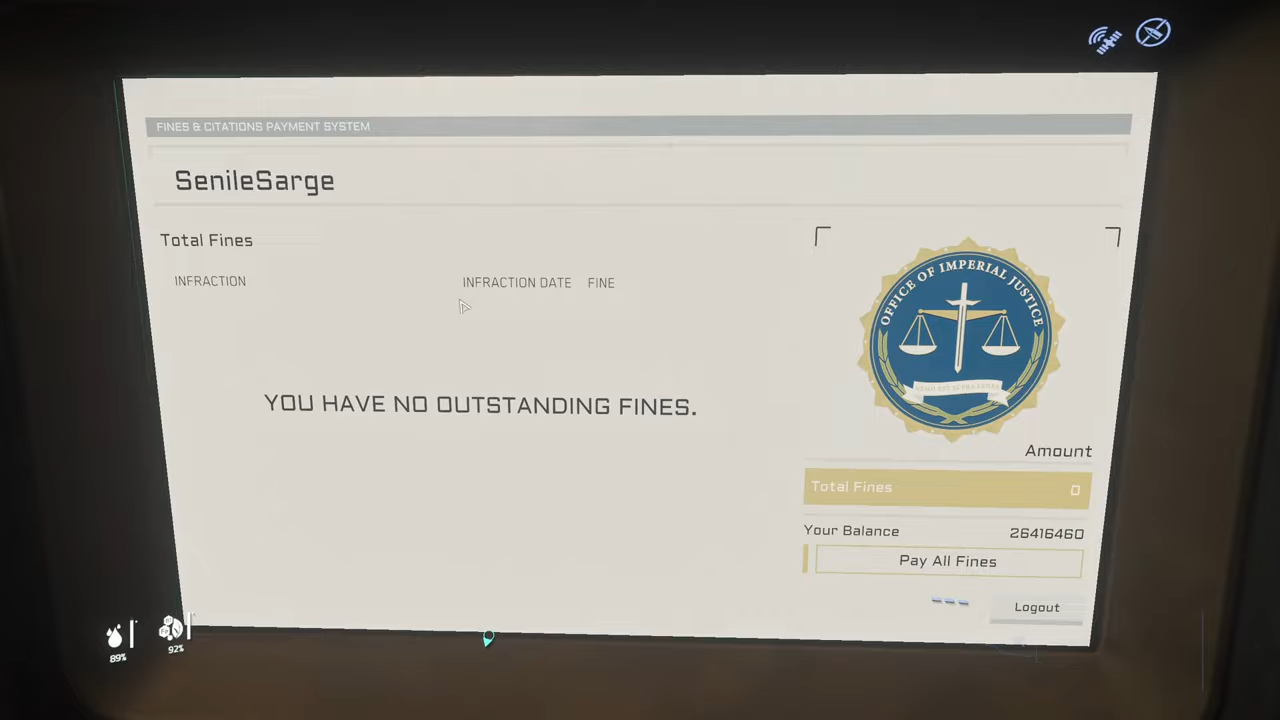 FINES & CITATIONS PAYMENT SYSTEM
SenileSarge
Total Fines
INFRACTION
INFRACTION DATE
FINE
YOU HAVE NO OUTSTANDING FINES.
OFFICE OF IMPERIAL JUSTICE
Amount
Total Fines
0
Your Balance
26416460
Pay All Fines
Logout
89%
92%